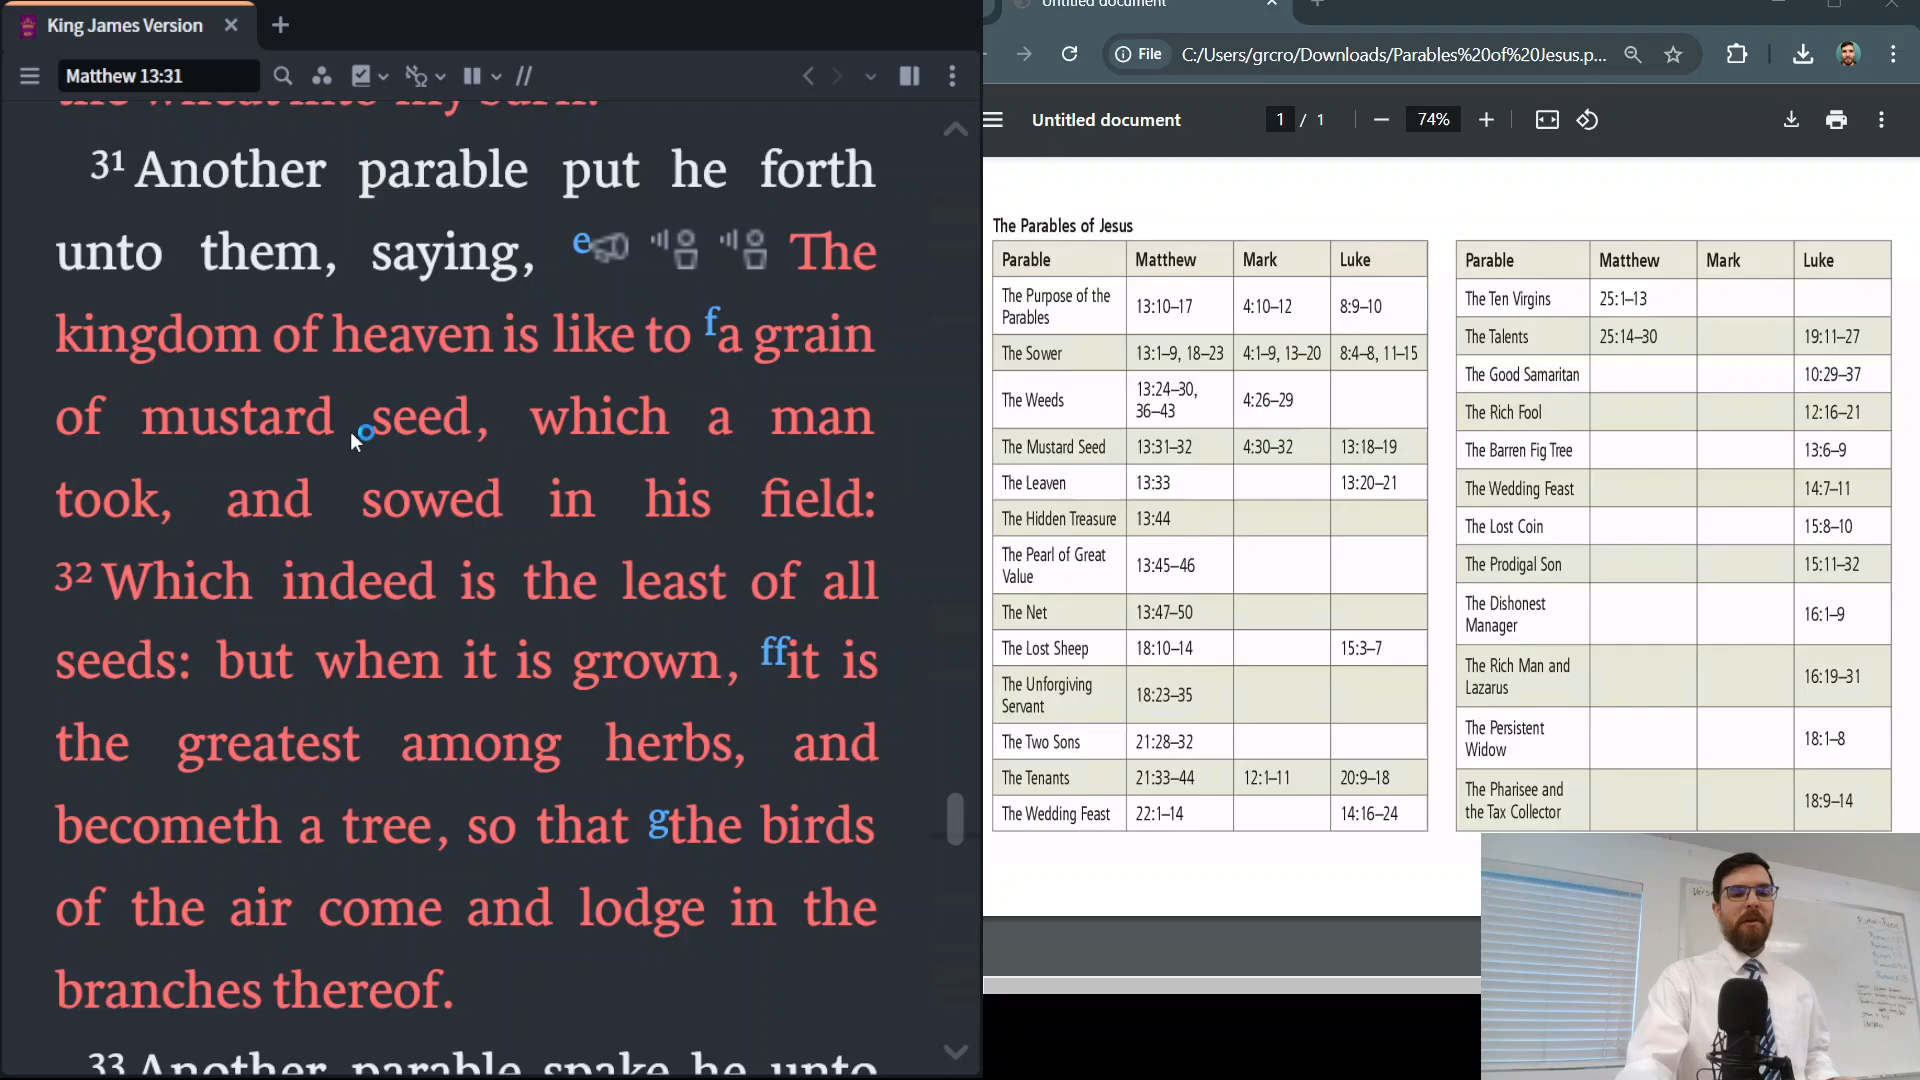 King James Version
Matthew 13:31
the wheat into my barn.
31 Another parable put he forth
unto them, saying, e The
kingdom of heaven is like to f a grain
of mustard seed, which a man
took, and sowed in his field:
32 Which indeed is the least of all
seeds: but when it is grown, ff it is
the greatest among herbs, and
becometh a tree, so that g the birds
of the air come and lodge in the
branches thereof.
33 Another parable spake he unto
Untitled document
File C:/Users/grcro/Downloads/Parables%20of%20Jesus.p...
Untitled document 1 / 1 74%
The Parables of Jesus
Parable Matthew Mark Luke
The Purpose of the
Parables 13:10–17 4:10–12 8:9–10
The Sower 13:1–9, 18–23 4:1–9, 13–20 8:4–8, 11–15
The Weeds 13:24–30,
36–43 4:26–29
The Mustard Seed 13:31–32 4:30–32 13:18–19
The Leaven 13:33 13:20–21
The Hidden Treasure 13:44
The Pearl of Great
Value 13:45–46
The Net 13:47–50
The Lost Sheep 18:10–14 15:3–7
The Unforgiving
Servant 18:23–35
The Two Sons 21:28–32
The Tenants 21:33–44 12:1–11 20:9–18
The Wedding Feast 22:1–14 14:16–24
Parable Matthew Mark Luke
The Ten Virgins 25:1–13
The Talents 25:14–30 19:11–27
The Good Samaritan 10:29–37
The Rich Fool 12:16–21
The Barren Fig Tree 13:6–9
The Wedding Feast 14:7–11
The Lost Coin 15:8–10
The Prodigal Son 15:11–32
The Dishonest
Manager 16:1–9
The Rich Man and
Lazarus 16:19–31
The Persistent
Widow 18:1–8
The Pharisee and
the Tax Collector 18:9–14